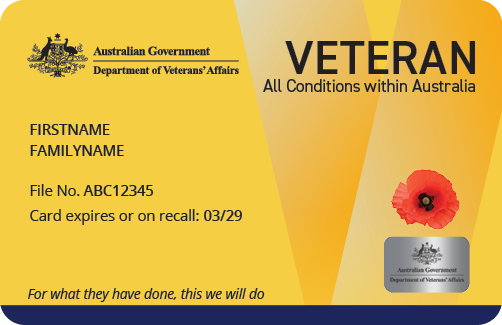 Australian Government
Department of Veterans' Affairs
VETERAN
All Conditions within Australia
FIRSTNAME
FAMILYNAME
File No. ABC12345
Card expires or on recall: 03/29
Australian Government
Department of Veterans' Affairs
For what they have done, this we will do